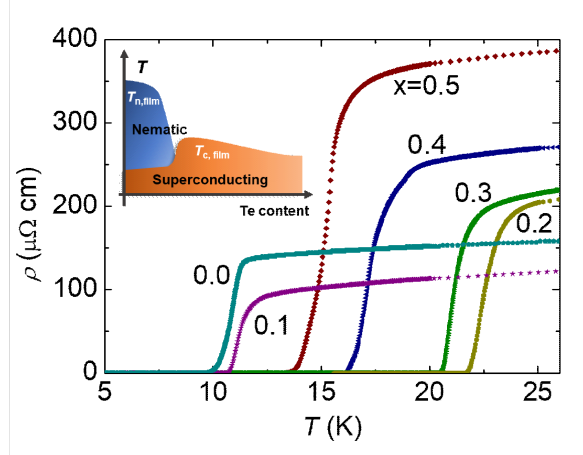 400
300
200
100
0
ρ (μΩ cm)
T
Tn,film
Nematic
Tc, film
Superconducting
Te content
x=0.5
0.4
0.3
0.2
0.0
0.1
5 10 15 20 25
T (K)